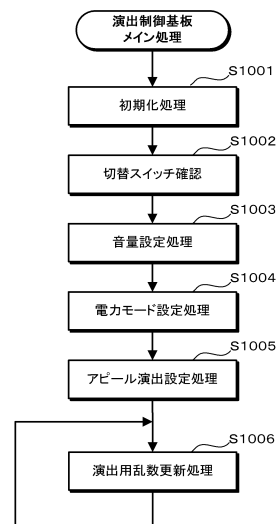 演出制御基板
メイン処理
S1001
初期化処理
S1002
切替スイッチ確認
S1003
音量設定処理
S1004
電力モード設定処理
S1005
アピール演出設定処理
S1006
演出用乱数更新処理